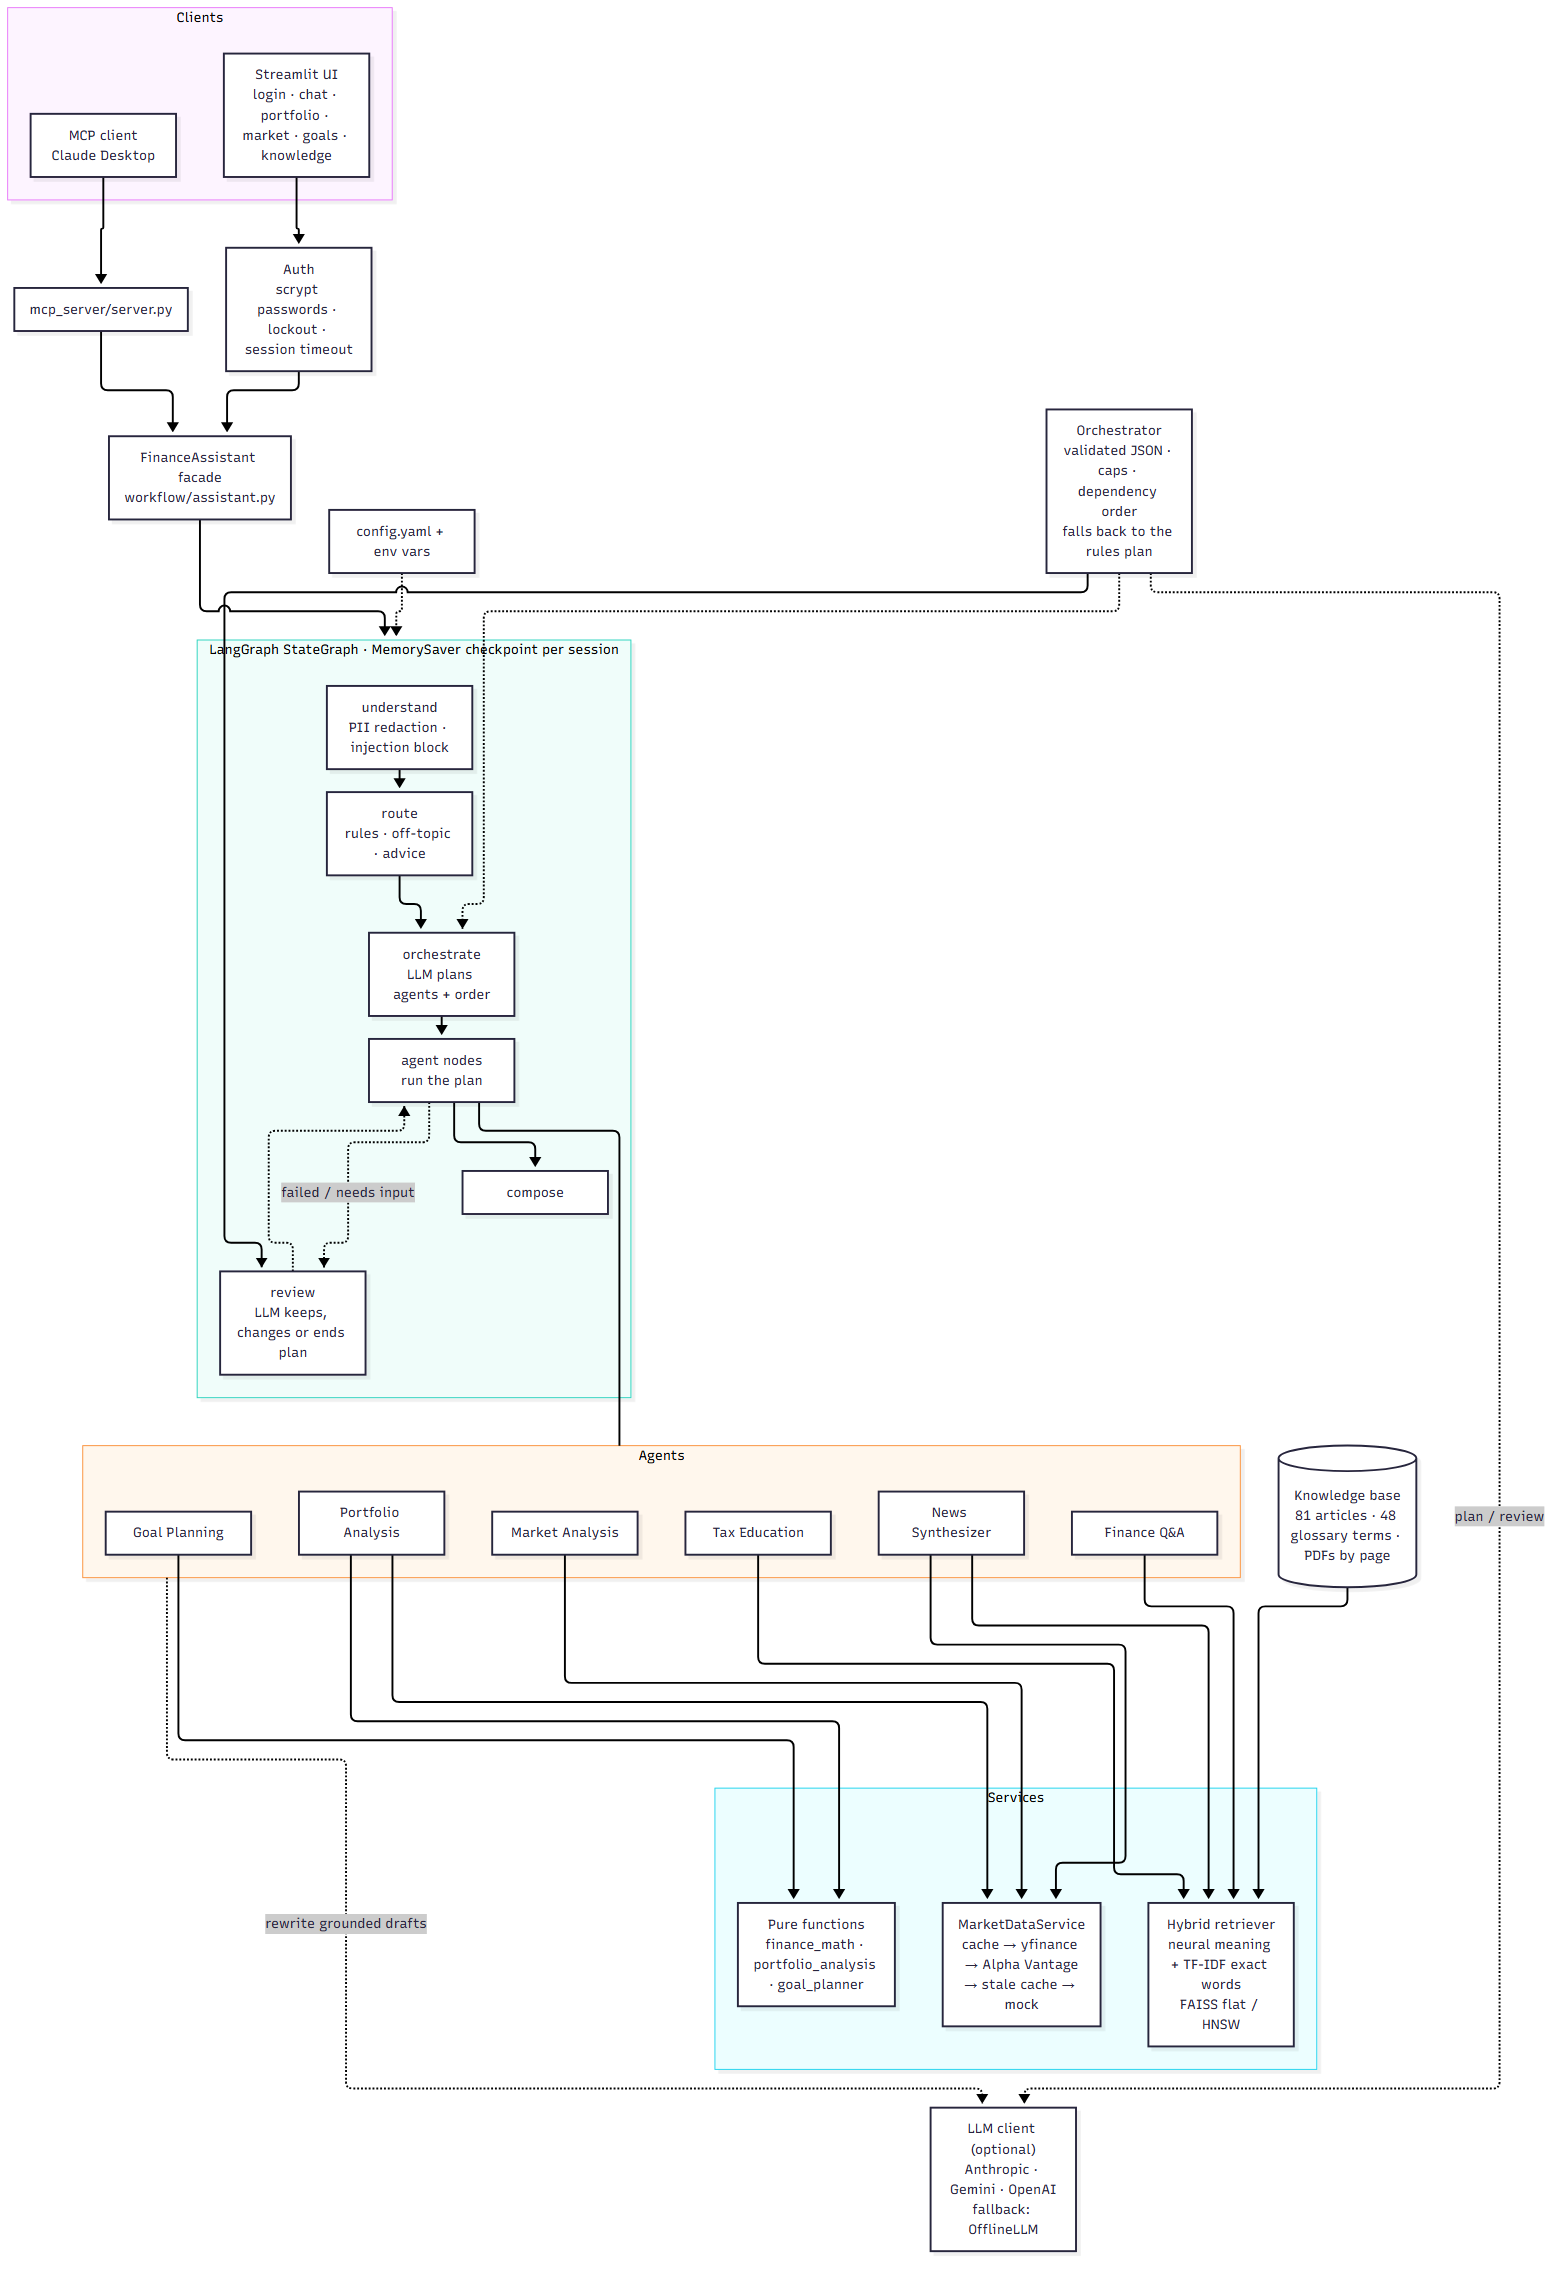 Clients
Streamlit UI
login · chat ·
portfolio ·
market · goals ·
knowledge
MCP client
Claude Desktop
Auth
scrypt
passwords ·
lockout ·
session timeout
mcp_server/server.py
FinanceAssistant
facade
workflow/assistant.py
config.yaml +
env vars
Orchestrator
validated JSON ·
caps ·
dependency
order
falls back to the
rules plan
LangGraph StateGraph · MemorySaver checkpoint per session
understand
PII redaction ·
injection block
route
rules · off-topic
· advice
orchestrate
LLM plans
agents + order
agent nodes
run the plan
failed / needs input
compose
review
LLM keeps,
changes or ends
plan
Agents
Goal Planning
Portfolio
Analysis
Market Analysis
Tax Education
News
Synthesizer
Finance Q&A
Knowledge base
81 articles · 48
glossary terms ·
PDFs by page
plan / review
Services
rewrite grounded drafts
Pure functions
finance_math ·
portfolio_analysis
· goal_planner
MarketDataService
cache → yfinance
→ Alpha Vantage
→ stale cache →
mock
Hybrid retriever
neural meaning
+ TF-IDF exact
words
FAISS flat /
HNSW
LLM client
(optional)
Anthropic ·
Gemini · OpenAI
fallback:
OfflineLLM